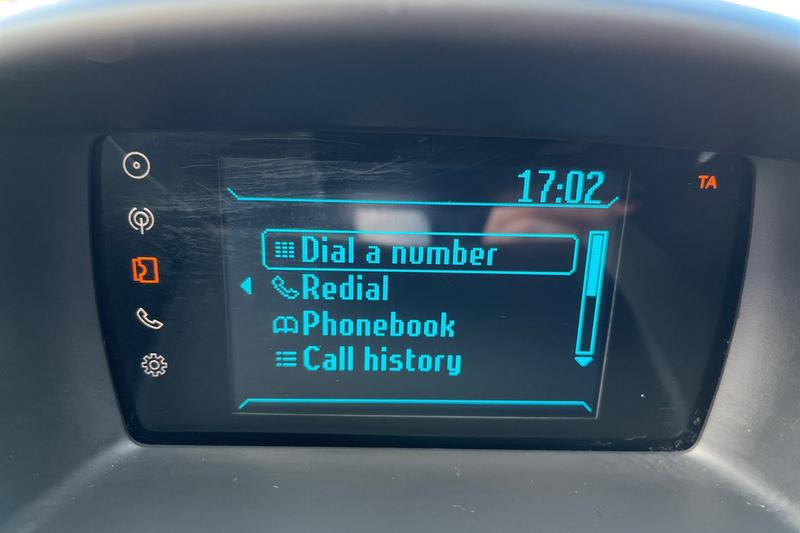 17:02
TA
Dial a number
Redial
Phonebook
Call history